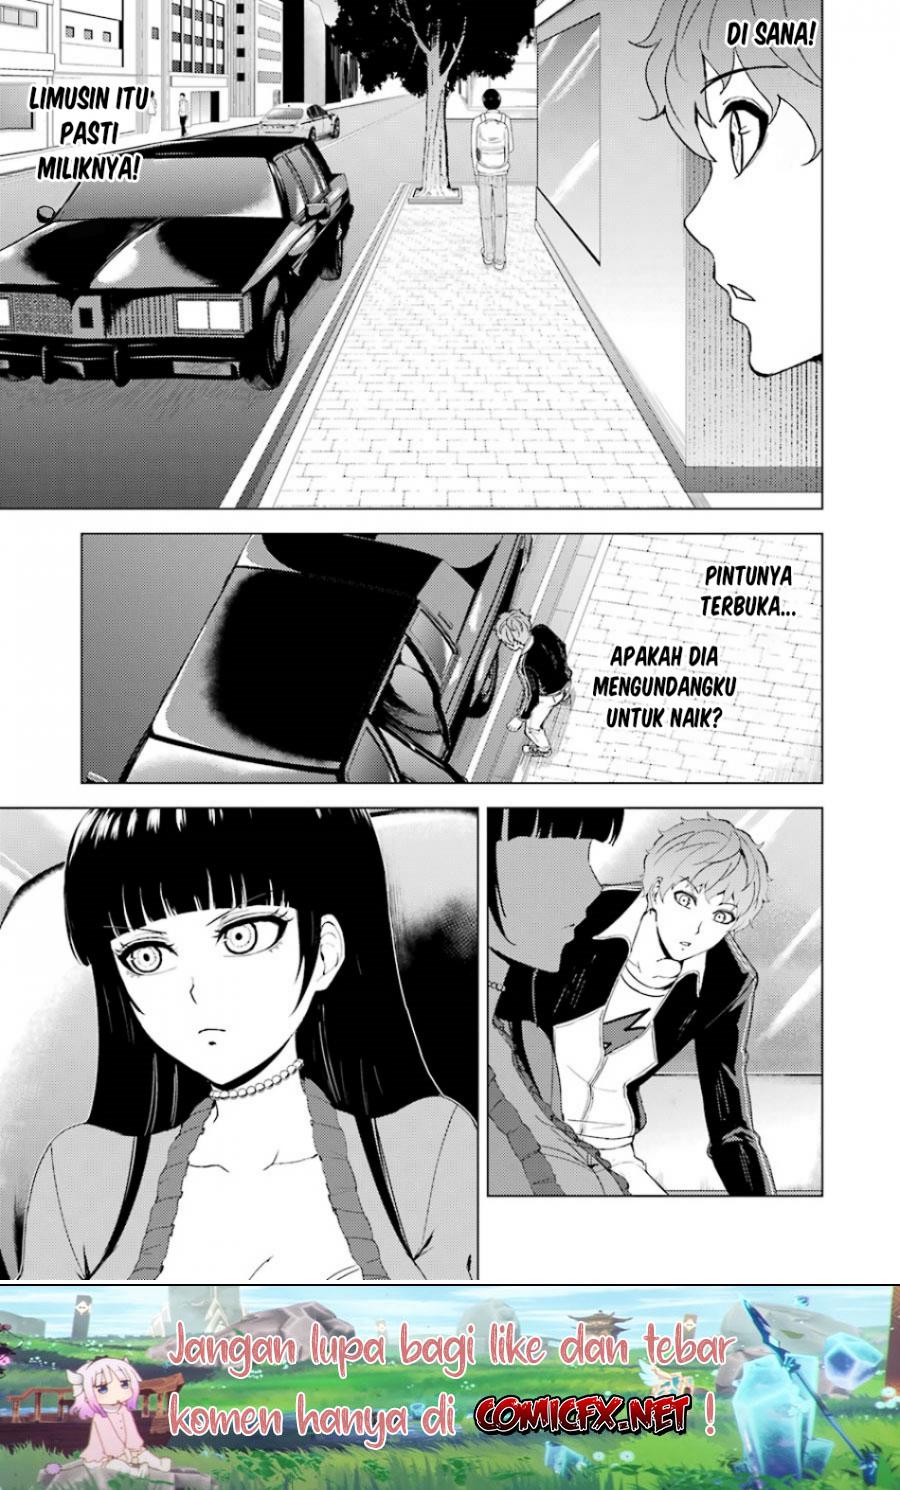 DI SANA!
LIMUSIN ITU
PASTI
MILIKNYA!
PINTUNYA
TERBUKA...
APAKAH DIA
MENGUNDANGKU
UNTUK NAIK?
Jangan lupa bagi like dan tebar
komen hanya di COMICFX.NET !